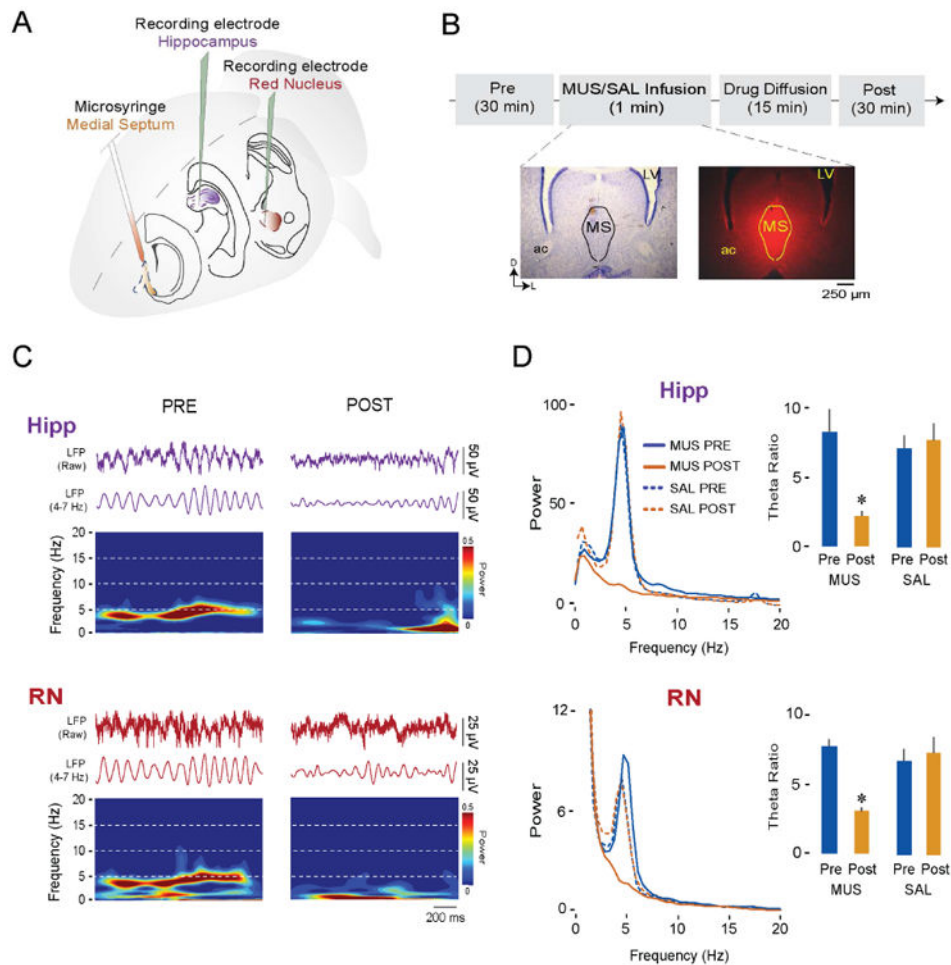 A
Recording electrode
Hippocampus
Recording electrode
Red Nucleus
Microsyringe
Medial Septum
B
Pre
(30 min)
MUS/SAL Infusion
(1 min)
Drug Diffusion
(15 min)
Post
(30 min)
LV
MS
ac
D
L
LV
MS
ac
250 µm
C
PRE
POST
Hipp
LFP
(Raw)
50 µV
LFP
(4-7 Hz)
50 µV
Frequency (Hz)
20
15
10
5
0
0.5
Power
0
RN
LFP
(Raw)
25 µV
LFP
(4-7 Hz)
25 µV
Frequency (Hz)
20
15
10
5
0
0.5
Power
0
200 ms
D
Hipp
Power
100
50
0
MUS PRE
MUS POST
SAL PRE
SAL POST
0 5 10 15 20
Frequency (Hz)
Theta Ratio
10
5
0
*
Pre Post Pre Post
MUS SAL
RN
Power
12
6
0
0 5 10 15 20
Frequency (Hz)
Theta Ratio
10
5
0
*
Pre Post Pre Post
MUS SAL